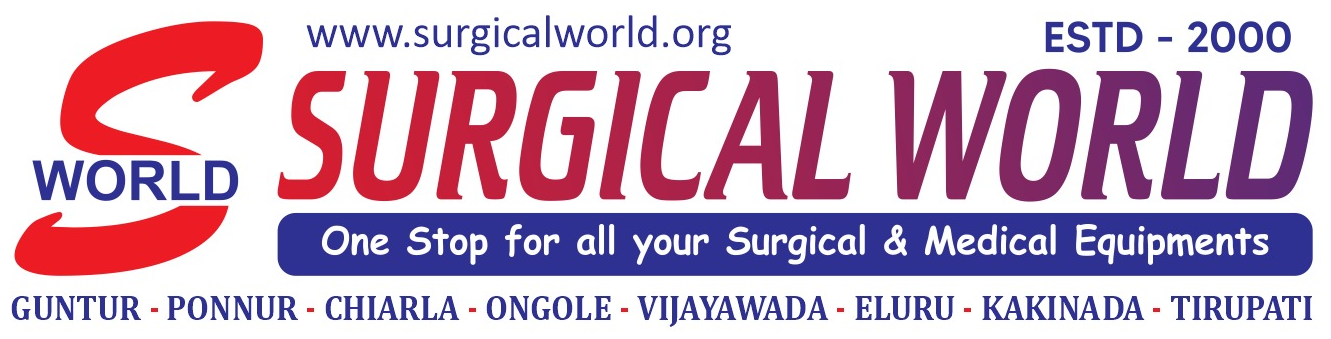 www.surgicalworld.org
ESTD - 2000
S
WORLD
SURGICAL WORLD
One Stop for all your Surgical & Medical Equipments
GUNTUR - PONNUR - CHIARLA - ONGOLE - VIJAYAWADA - ELURU - KAKINADA - TIRUPATI